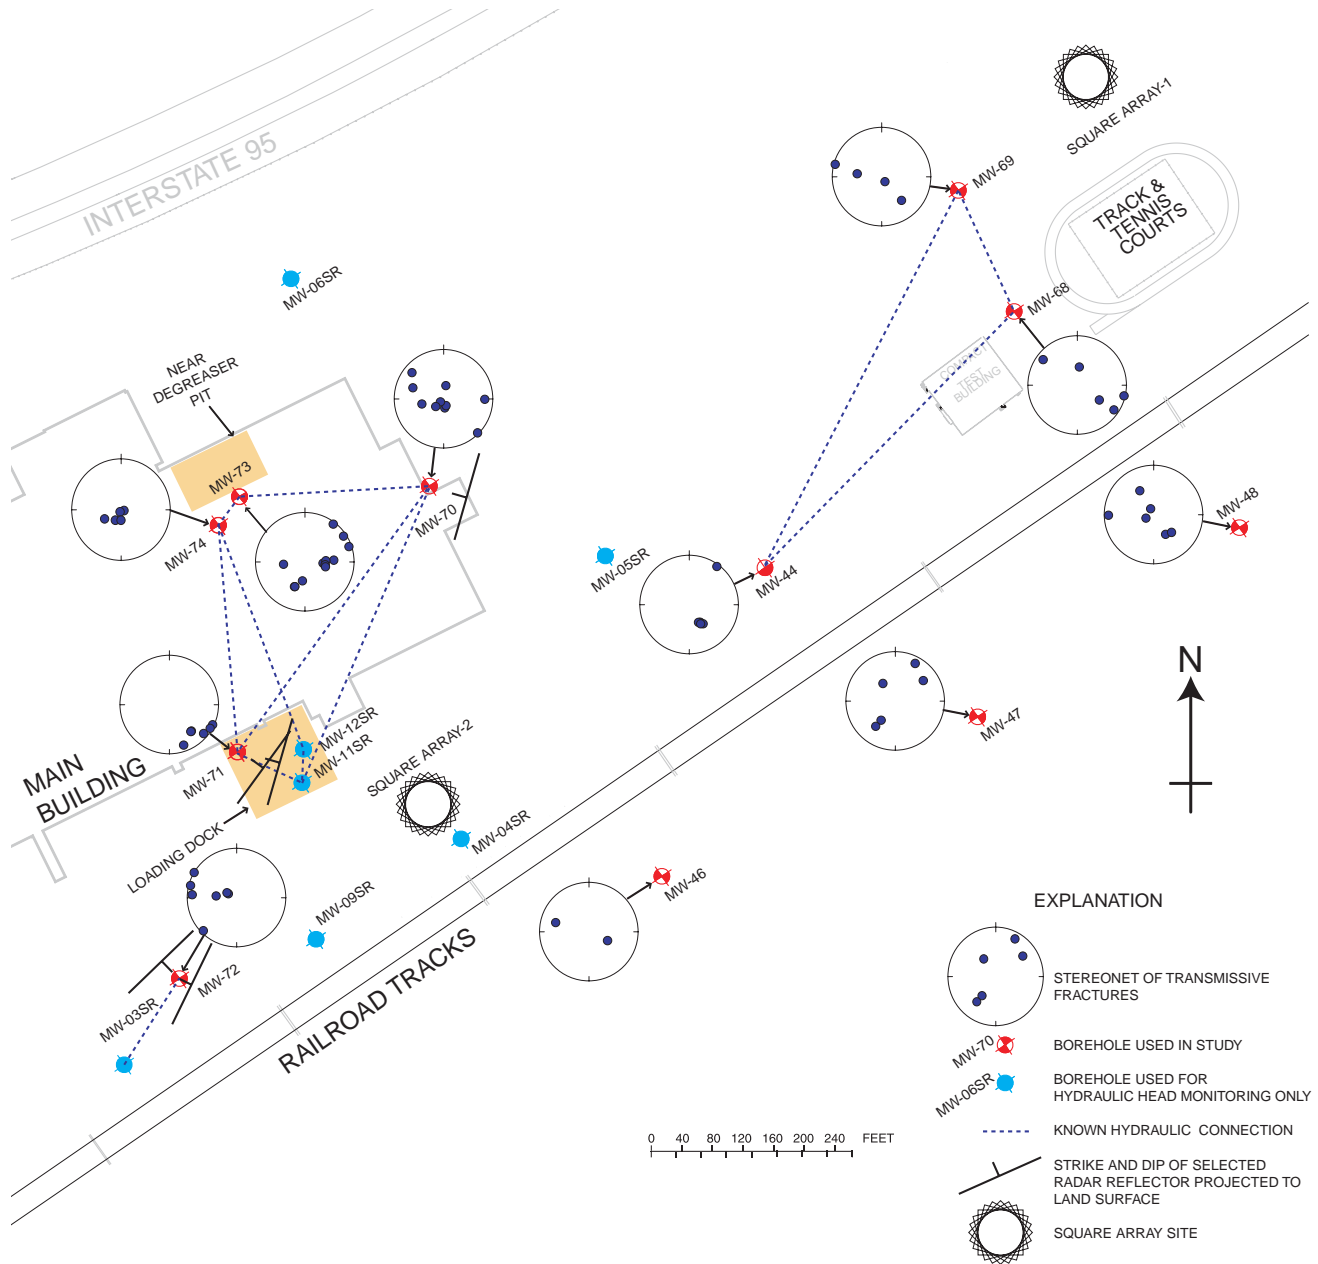 INTERSTATE 95
SQUARE ARRAY-1
MW-69
TRACK &
TENNIS
COURTS
MW-06SR
MW-68
NEAR
DEGREASER
PIT
TEST
BUILDING
MW-73
MW-70
MW-74
MW-48
MW-05SR
MW-44
N
MW-47
MW-12SR
MW-11SR
MW-71
MAIN
BUILDING
SQUARE ARRAY-2
LOADING DOCK
MW-04SR
MW-46
MW-09SR
MW-72
MW-03SR
RAILROAD TRACKS
0 40 80 120 160 200 240 FEET
EXPLANATION
STEREONET OF TRANSMISSIVE
FRACTURES
MW-70
BOREHOLE USED IN STUDY
MW-06SR
BOREHOLE USED FOR
HYDRAULIC HEAD MONITORING ONLY
KNOWN HYDRAULIC CONNECTION
STRIKE AND DIP OF SELECTED
RADAR REFLECTOR PROJECTED TO
LAND SURFACE
SQUARE ARRAY SITE